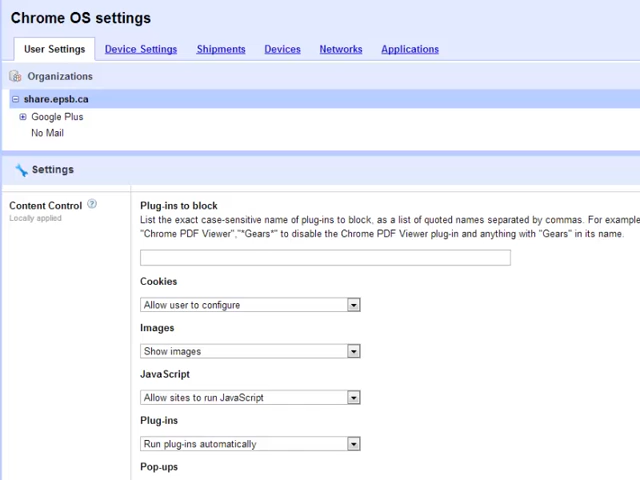 Chrome OS settings
User Settings Device Settings Shipments Devices Networks Applications
Organizations
share.epsb.ca
Google Plus
No Mail
Settings
Content Control ?
Locally applied
Plug-ins to block
List the exact case-sensitive name of plug-ins to block, as a list of quoted names separated by commas. For example
"Chrome PDF Viewer","*Gears*" to disable the Chrome PDF Viewer plug-in and anything with "Gears" in its name.
Cookies
Allow user to configure
Images
Show images
JavaScript
Allow sites to run JavaScript
Plug-ins
Run plug-ins automatically
Pop-ups